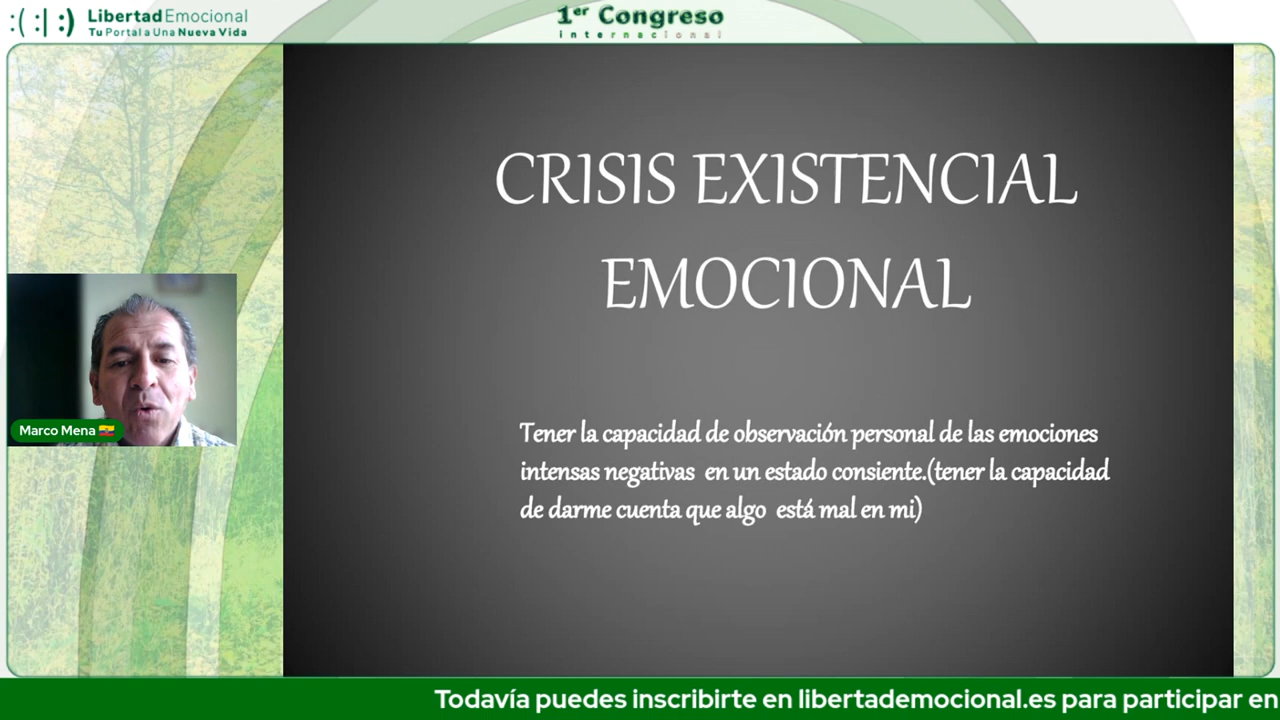 :( | :) LibertadEmocional
Tu Portal a Una Nueva Vida
1er Congreso
internacional
CRISIS EXISTENCIAL
EMOCIONAL
Tener la capacidad de observación personal de las emociones
intensas negativas en un estado consiente.(tener la capacidad
de darme cuenta que algo está mal en mi)
Marco Mena
Todavía puedes inscribirte en libertademocional.es para participar en